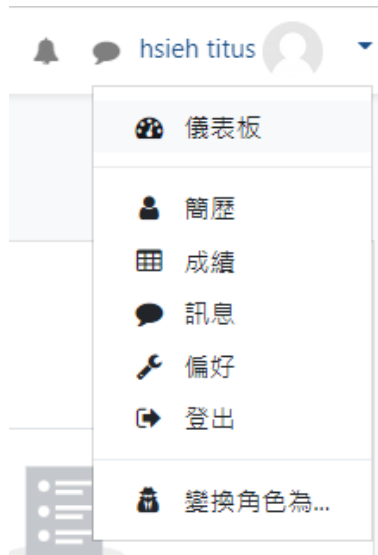 hsieh titus
儀表板
簡歷
成績
訊息
偏好
登出
變換角色為...